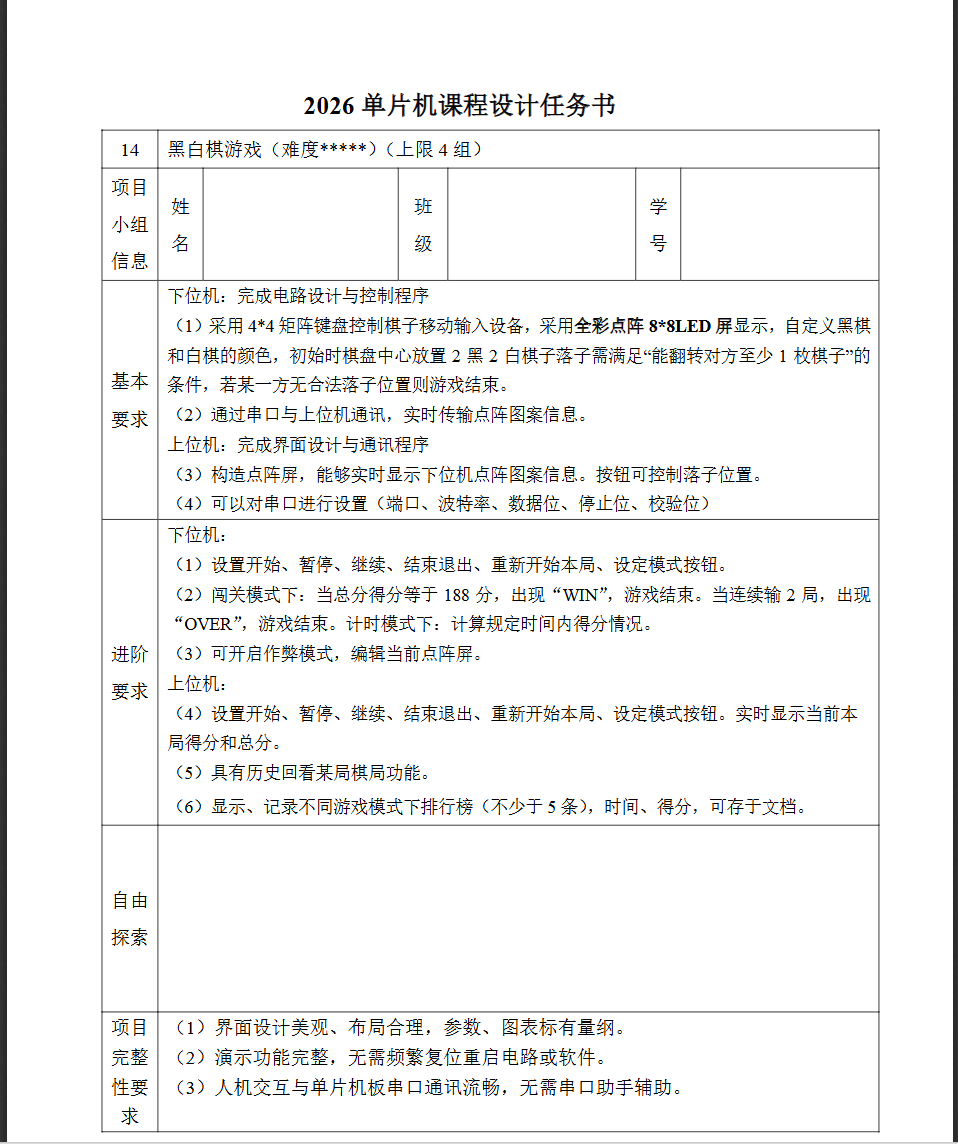 2026 单片机课程设计任务书
14 黑白棋游戏（难度*****）（上限 4 组）
项目
小组
信息
姓
名
班
级
学
号
基本
要求
下位机：完成电路设计与控制程序
（1）采用 4*4 矩阵键盘控制棋子移动输入设备，采用全彩点阵 8*8LED 屏显示，自定义黑棋
和白棋的颜色，初始时棋盘中心放置 2 黑 2 白棋子落子需满足“能翻转对方至少 1 枚棋子”的
条件，若某一方无合法落子位置则游戏结束。
（2）通过串口与上位机通讯，实时传输点阵图案信息。
上位机：完成界面设计与通讯程序
（3）构造点阵屏，能够实时显示下位机点阵图案信息。按钮可控制落子位置。
（4）可以对串口进行设置（端口、波特率、数据位、停止位、校验位）
进阶
要求
下位机：
（1）设置开始、暂停、继续、结束退出、重新开始本局、设定模式按钮。
（2）闯关模式下：当总分得分等于 188 分，出现“WIN”，游戏结束。当连续输 2 局，出现
“OVER”，游戏结束。计时模式下：计算规定时间内得分情况。
（3）可开启作弊模式，编辑当前点阵屏。
上位机：
（4）设置开始、暂停、继续、结束退出、重新开始本局、设定模式按钮。实时显示当前本
局得分和总分。
（5）具有历史回看某局棋局功能。
（6）显示、记录不同游戏模式下排行榜（不少于 5 条），时间、得分，可存于文档。
自由
探索
项目
完整
性要
求
（1）界面设计美观、布局合理，参数、图表标有量纲。
（2）演示功能完整，无需频繁复位重启电路或软件。
（3）人机交互与单片机板串口通讯流畅，无需串口助手辅助。